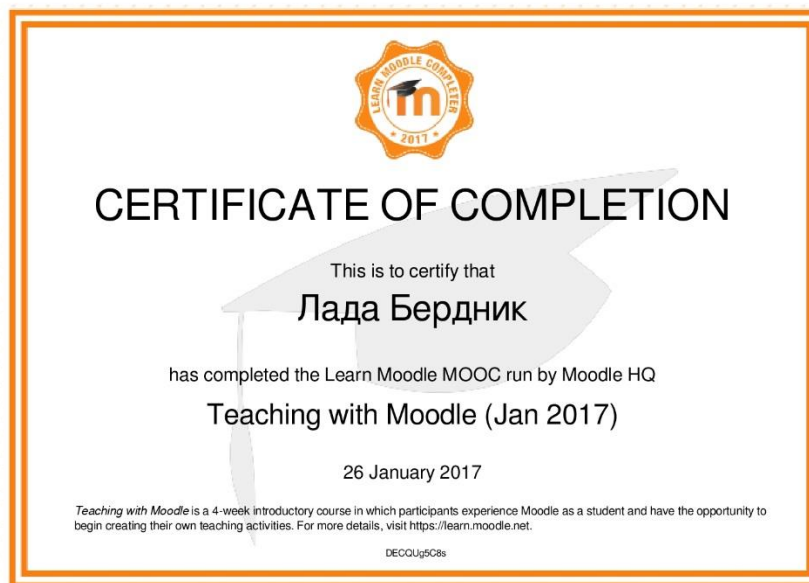 LEARN MOODLE COMPLETER
m
* 2017 *
CERTIFICATE OF COMPLETION
This is to certify that
Лада Бердник
has completed the Learn Moodle MOOC run by Moodle HQ
Teaching with Moodle (Jan 2017)
26 January 2017
Teaching with Moodle is a 4-week introductory course in which participants experience Moodle as a student and have the opportunity to
begin creating their own teaching activities. For more details, visit https://learn.moodle.net.
DECQUg5C8s